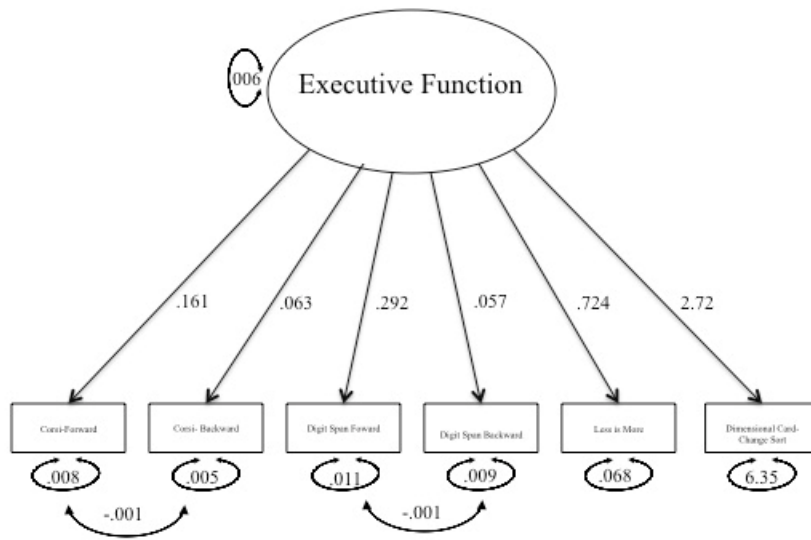 .006
Executive Function
.161
.063
.292
.057
.724
2.72
Corsi-Forward
Corsi- Backward
Digit Span Foward
Digit Span Backward
Less is More
Dimensional Card-
Change Sort
.008
.005
.011
.009
.068
6.35
-.001
-.001